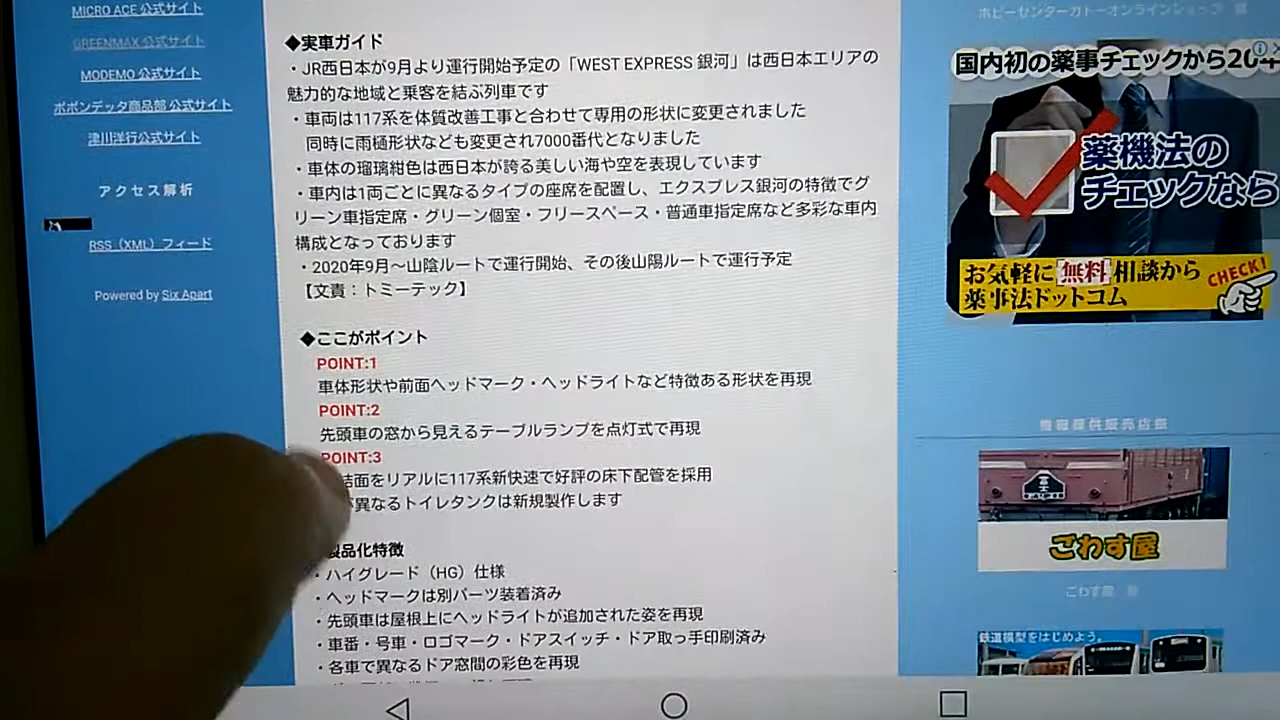 MICRO ACE 公式サイト
GREENMAX 公式サイト
MODEMO 公式サイト
ポポンデッタ商品部 公式サイト
津川洋行公式サイト
アクセス解析
RSS（XML）フィード
Powered by Six Apart
◆実車ガイド
・JR西日本が9月より運行開始予定の「WEST EXPRESS 銀河」は西日本エリアの
魅力的な地域と乗客を結ぶ列車です
・車両は117系を体質改善工事と合わせて専用の形状に変更されました
同時に雨樋形状なども変更され7000番代となりました
・車体の瑠璃紺色は西日本が誇る美しい海や空を表現しています
・車内は1両ごとに異なるタイプの座席を配置し、エクスプレス銀河の特徴でグ
リーン車指定席・グリーン個室・フリースペース・普通車指定席など多彩な車内
構成となっております
・2020年9月～山陰ルートで運行開始、その後山陽ルートで運行予定
【文責：トミーテック】
◆ここがポイント
POINT:1
車体形状や前面ヘッドマーク・ヘッドライトなど特徴ある形状を再現
POINT:2
先頭車の窓から見えるテーブルランプを点灯式で再現
POINT:3
結面をリアルに117系新快速で好評の床下配管を採用
異なるトイレタンクは新規製作します
製品化特徴
・ハイグレード（HG）仕様
・ヘッドマークは別パーツ装着済み
・先頭車は屋根上にヘッドライトが追加された姿を再現
・車番・号車・ロゴマーク・ドアスイッチ・ドア取っ手印刷済み
・各車で異なるドア窓間の彩色を再現
ホビーセンターカトーオンラインショップ
国内初の薬事チェックから20年
薬機法の
チェックなら
お気軽に無料相談から
薬事法ドットコム
CHECK!
情報提供販売店様
富士
ごわす屋
ごわす屋 様
鉄道模型をはじめよう。